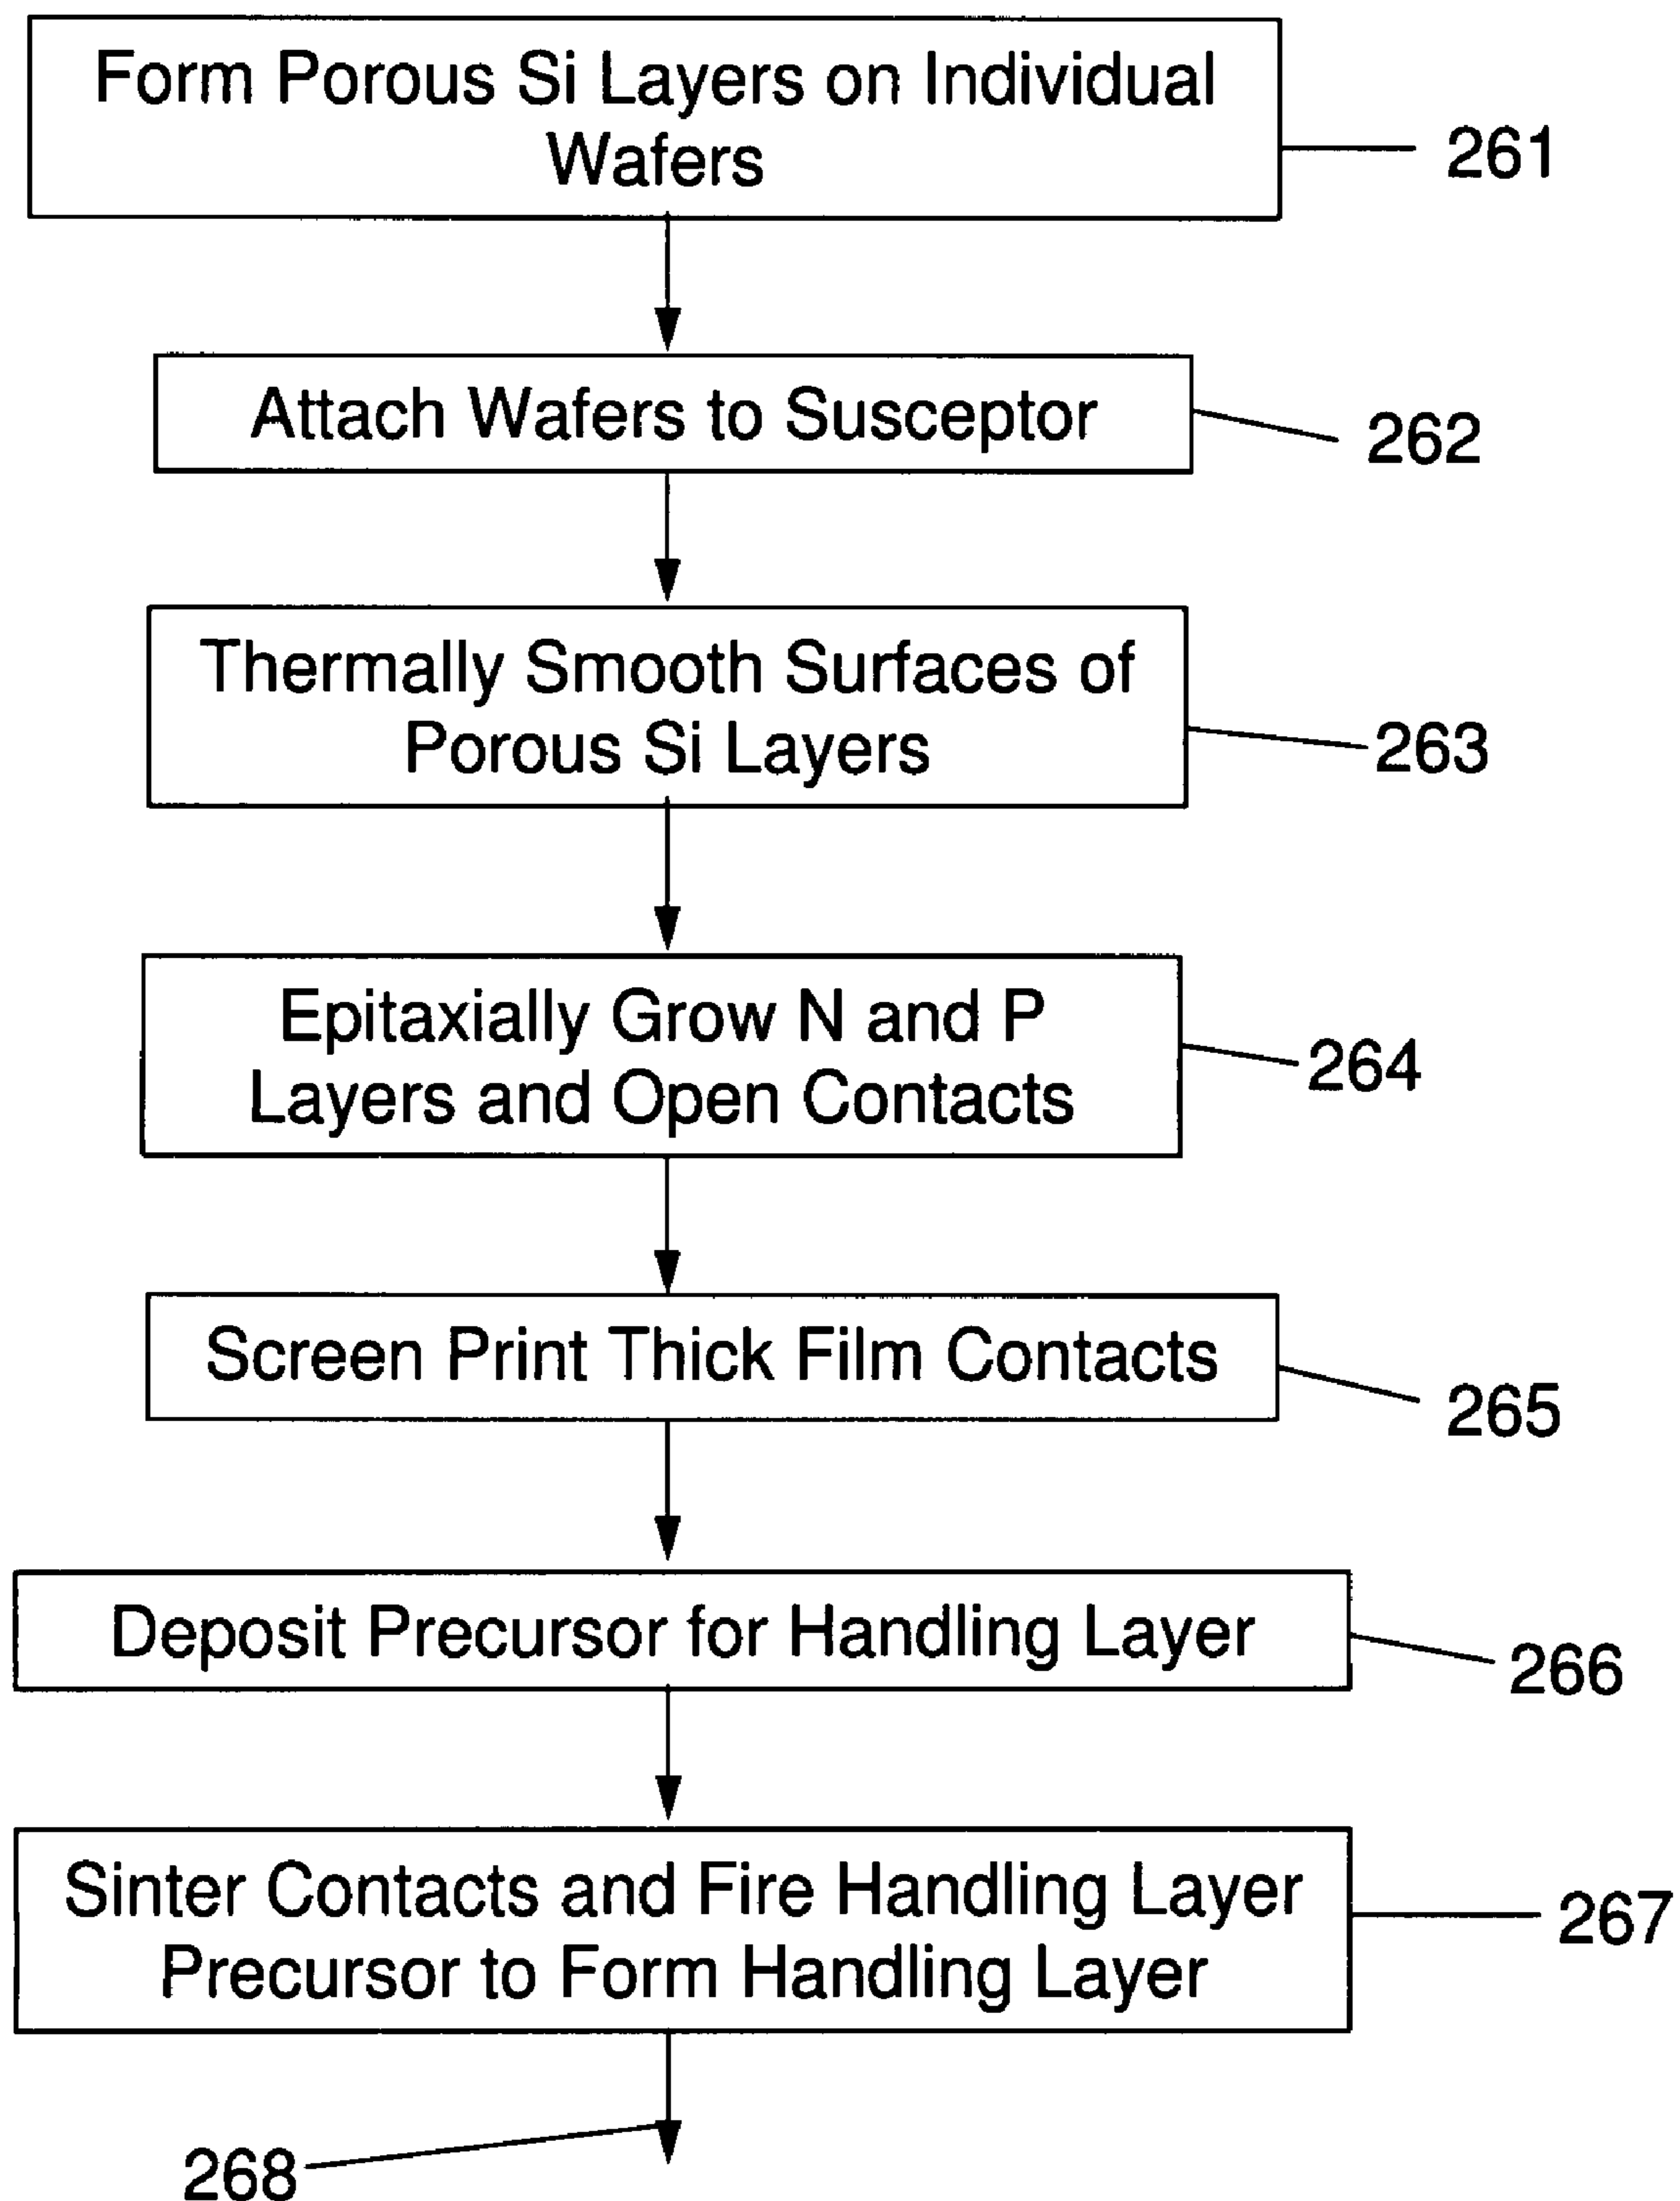 Form Porous Si Layers on Individual
Wafers
261
Attach Wafers to Susceptor
262
Thermally Smooth Surfaces of
Porous Si Layers
263
Epitaxially Grow N and P
Layers and Open Contacts
264
Screen Print Thick Film Contacts
265
Deposit Precursor for Handling Layer
266
Sinter Contacts and Fire Handling Layer
Precursor to Form Handling Layer
267
268